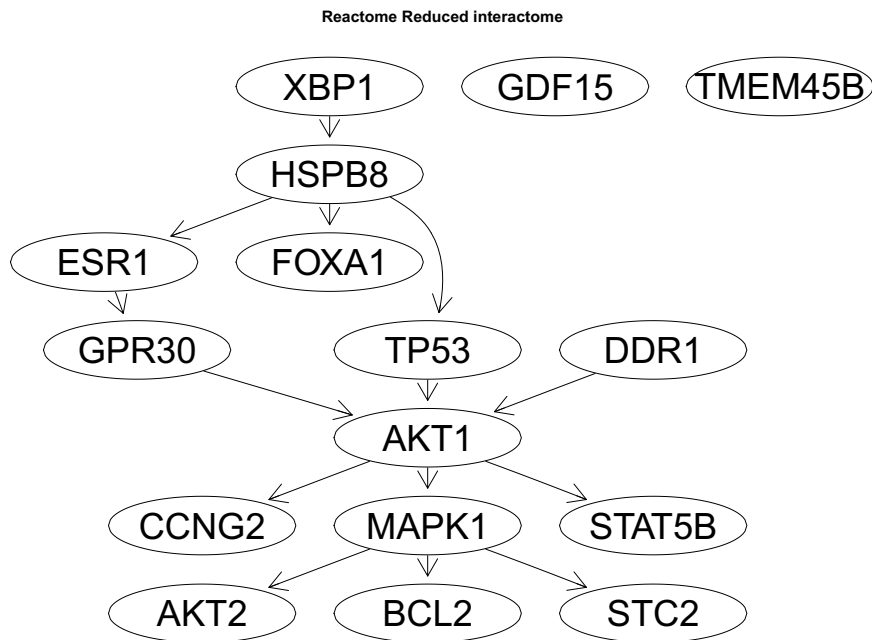 Reactome Reduced interactome
XBP1 GDF15 TMEM45B
HSPB8
ESR1 FOXA1
GPR30 TP53 DDR1
AKT1
CCNG2 MAPK1 STAT5B
AKT2 BCL2 STC2